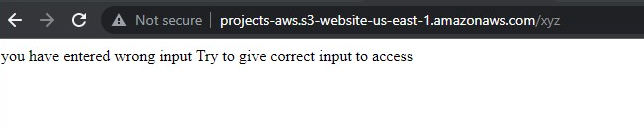 Not secure | projects-aws.s3-website-us-east-1.amazonaws.com/xyz
you have entered wrong input Try to give correct input to access